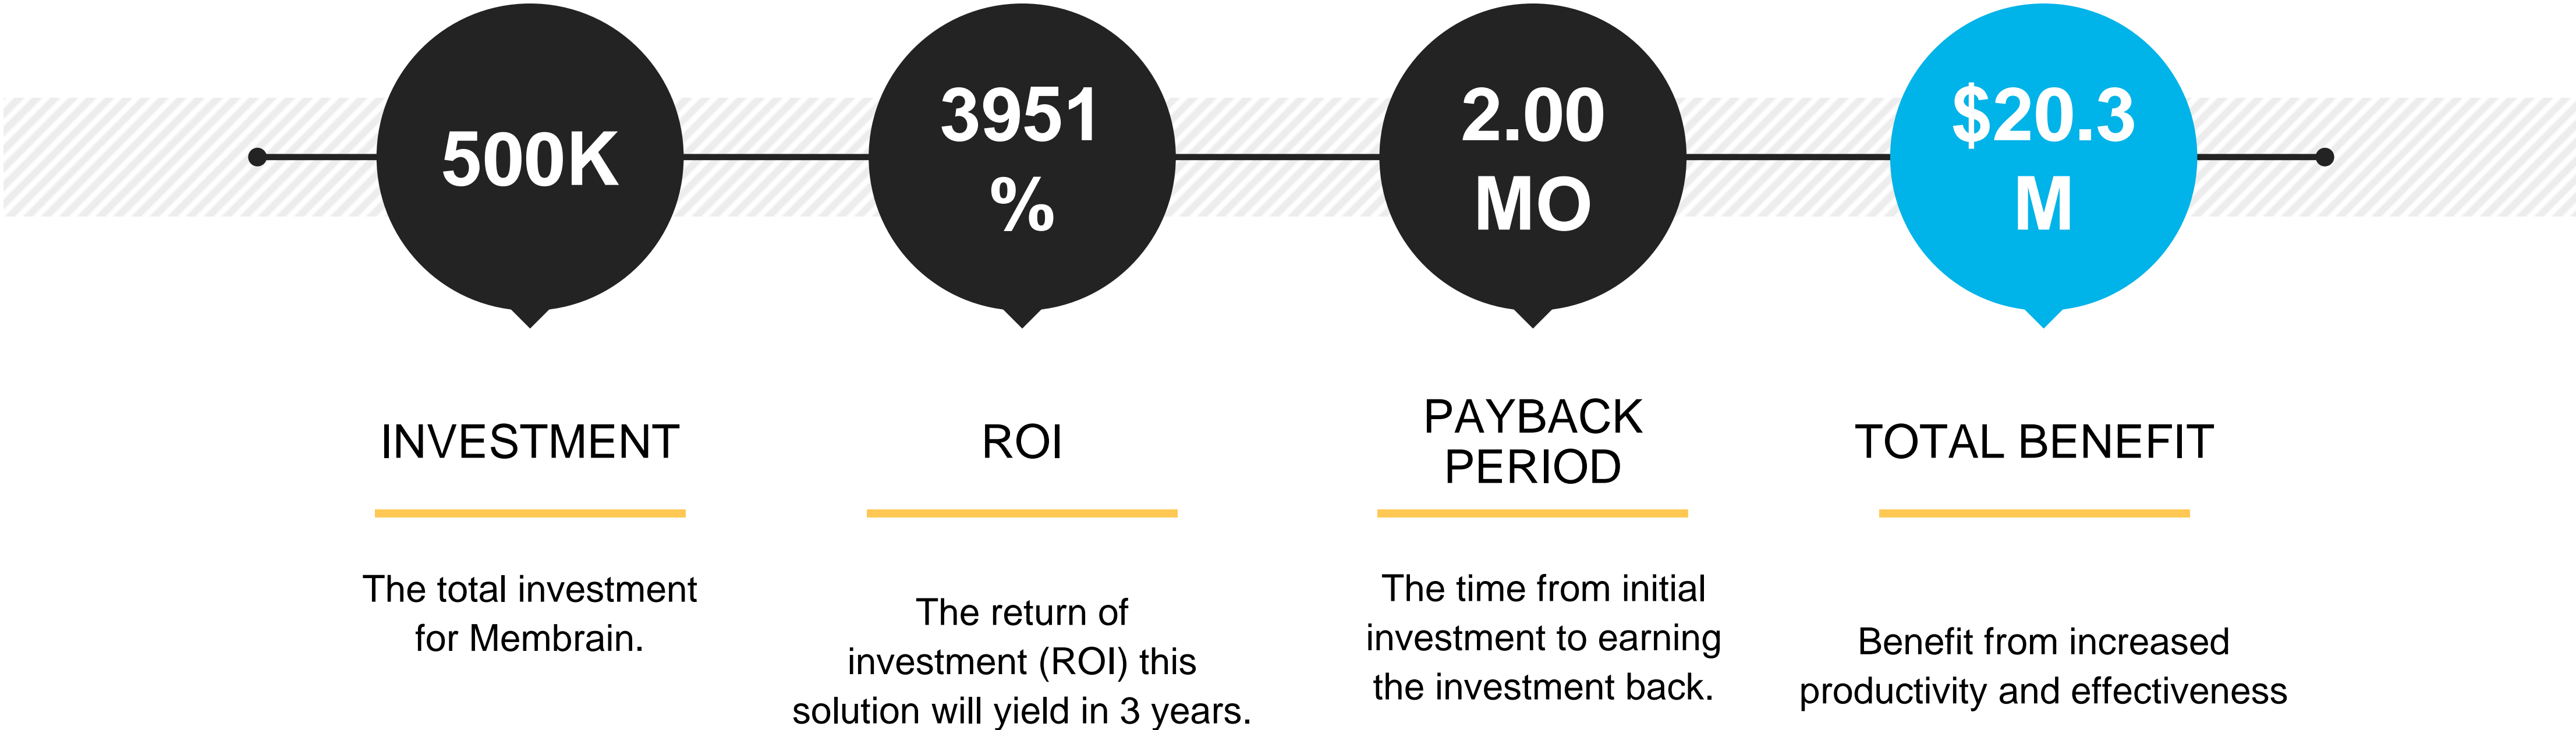 500K
3951
%
2.00
MO
$20.3
M
INVESTMENT
ROI
PAYBACK
PERIOD
TOTAL BENEFIT
The total investment
for Membrain.
The return of
investment (ROI) this
solution will yield in 3 years.
The time from initial
investment to earning
the investment back.
Benefit from increased
productivity and effectiveness